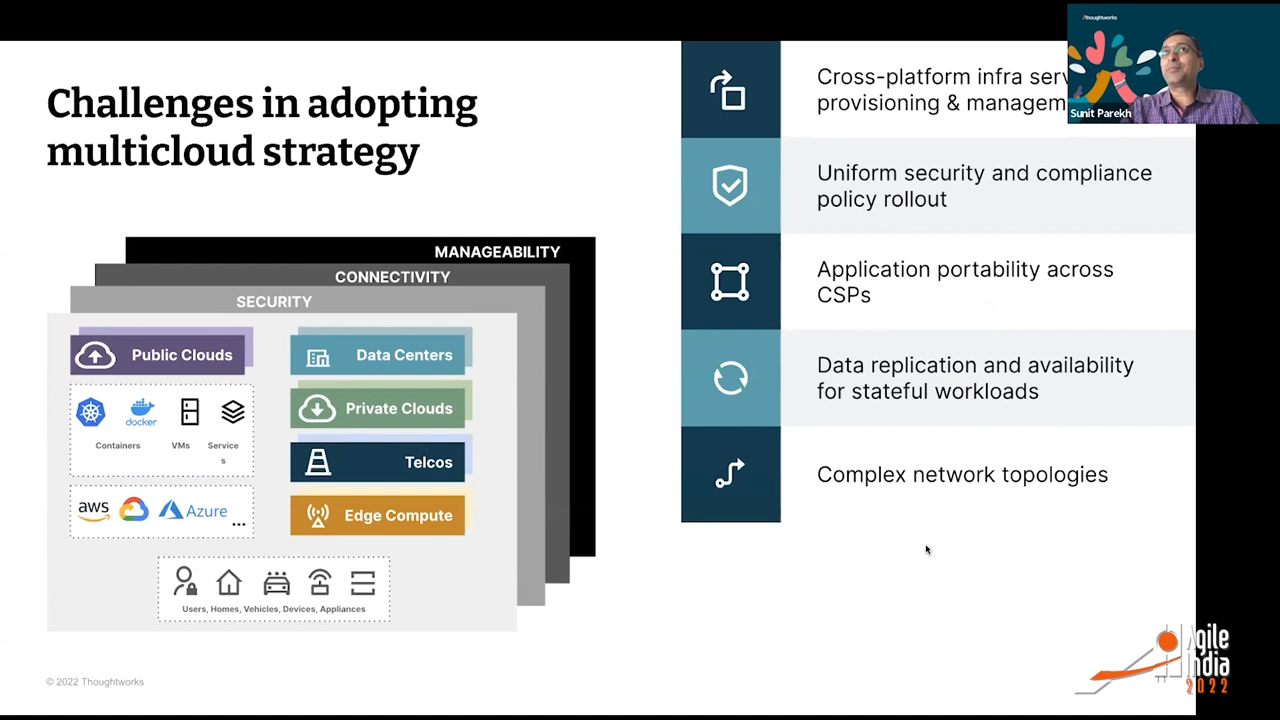 Challenges in adopting
multicloud strategy
MANAGEABILITY
CONNECTIVITY
SECURITY
Public Clouds
Containers
docker
VMs
Service
s
aws
Azure
...
Data Centers
Private Clouds
Telcos
Edge Compute
Users, Homes, Vehicles, Devices, Appliances
© 2022 Thoughtworks
Cross-platform infra
provisioning &
Uniform security and compliance
policy rollout
Application portability across
CSPs
Data replication and availability
for stateful workloads
Complex network topologies
/thoughtworks
Sunit Parekh
Agile
India
2022